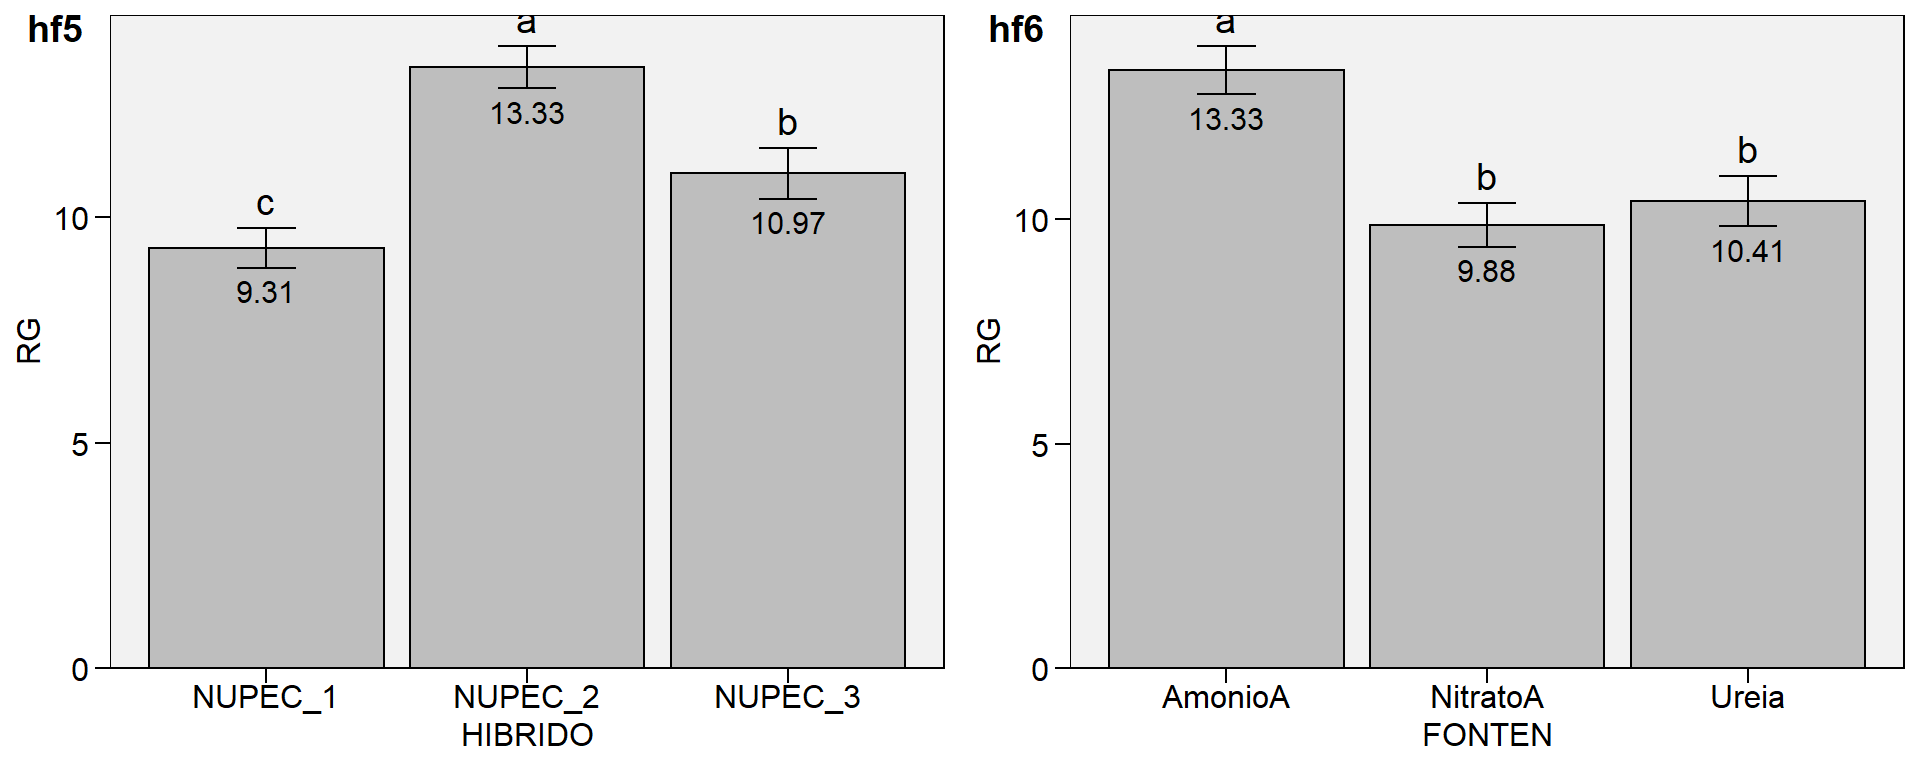 hf5
a
13.33
b
c
10.97
9.31
10
5
0
RG
NUPEC_1
NUPEC_2
NUPEC_3
HIBRIDO
hf6
a
13.33
b
b
10.41
9.88
10
5
0
RG
AmonioA
NitratoA
Ureia
FONTEN